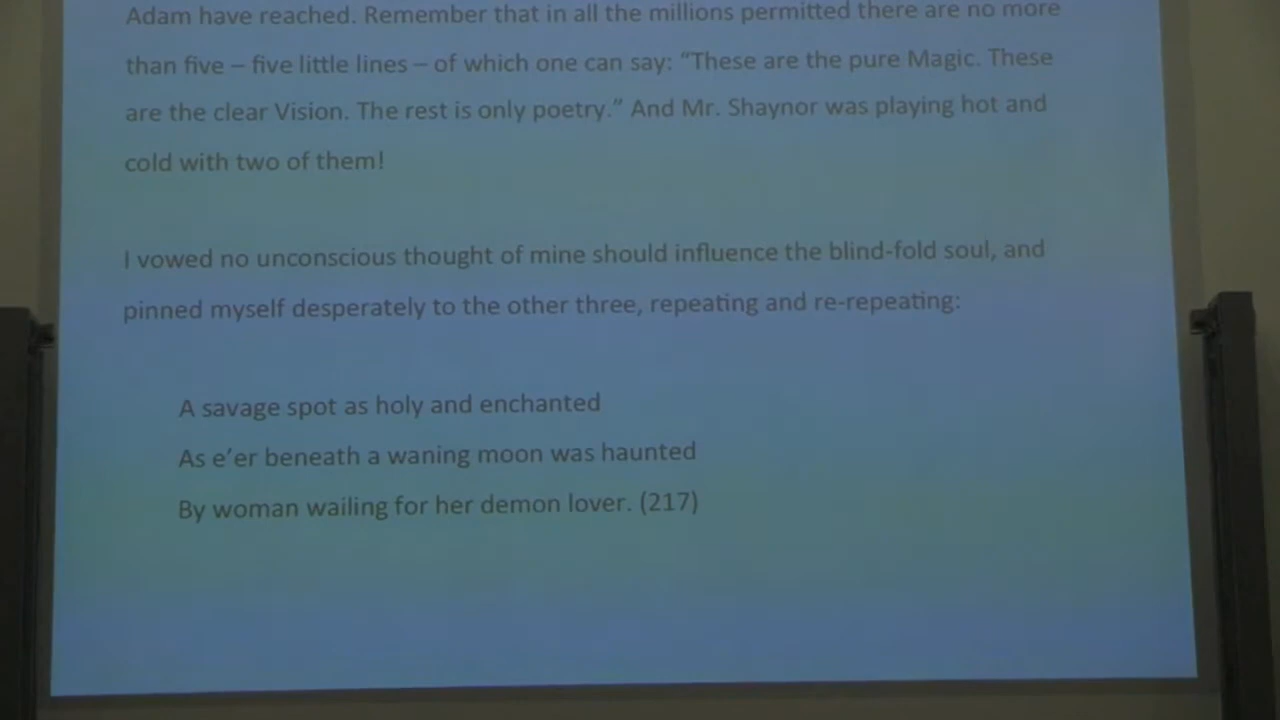 Adam have reached. Remember that in all the millions permitted there are no more
than five – five little lines – of which one can say: “These are the pure Magic. These
are the clear Vision. The rest is only poetry.” And Mr. Shaynor was playing hot and
cold with two of them!
I vowed no unconscious thought of mine should influence the blind-fold soul, and
pinned myself desperately to the other three, repeating and re-repeating:
A savage spot as holy and enchanted
As e’er beneath a waning moon was haunted
By woman wailing for her demon lover. (217)